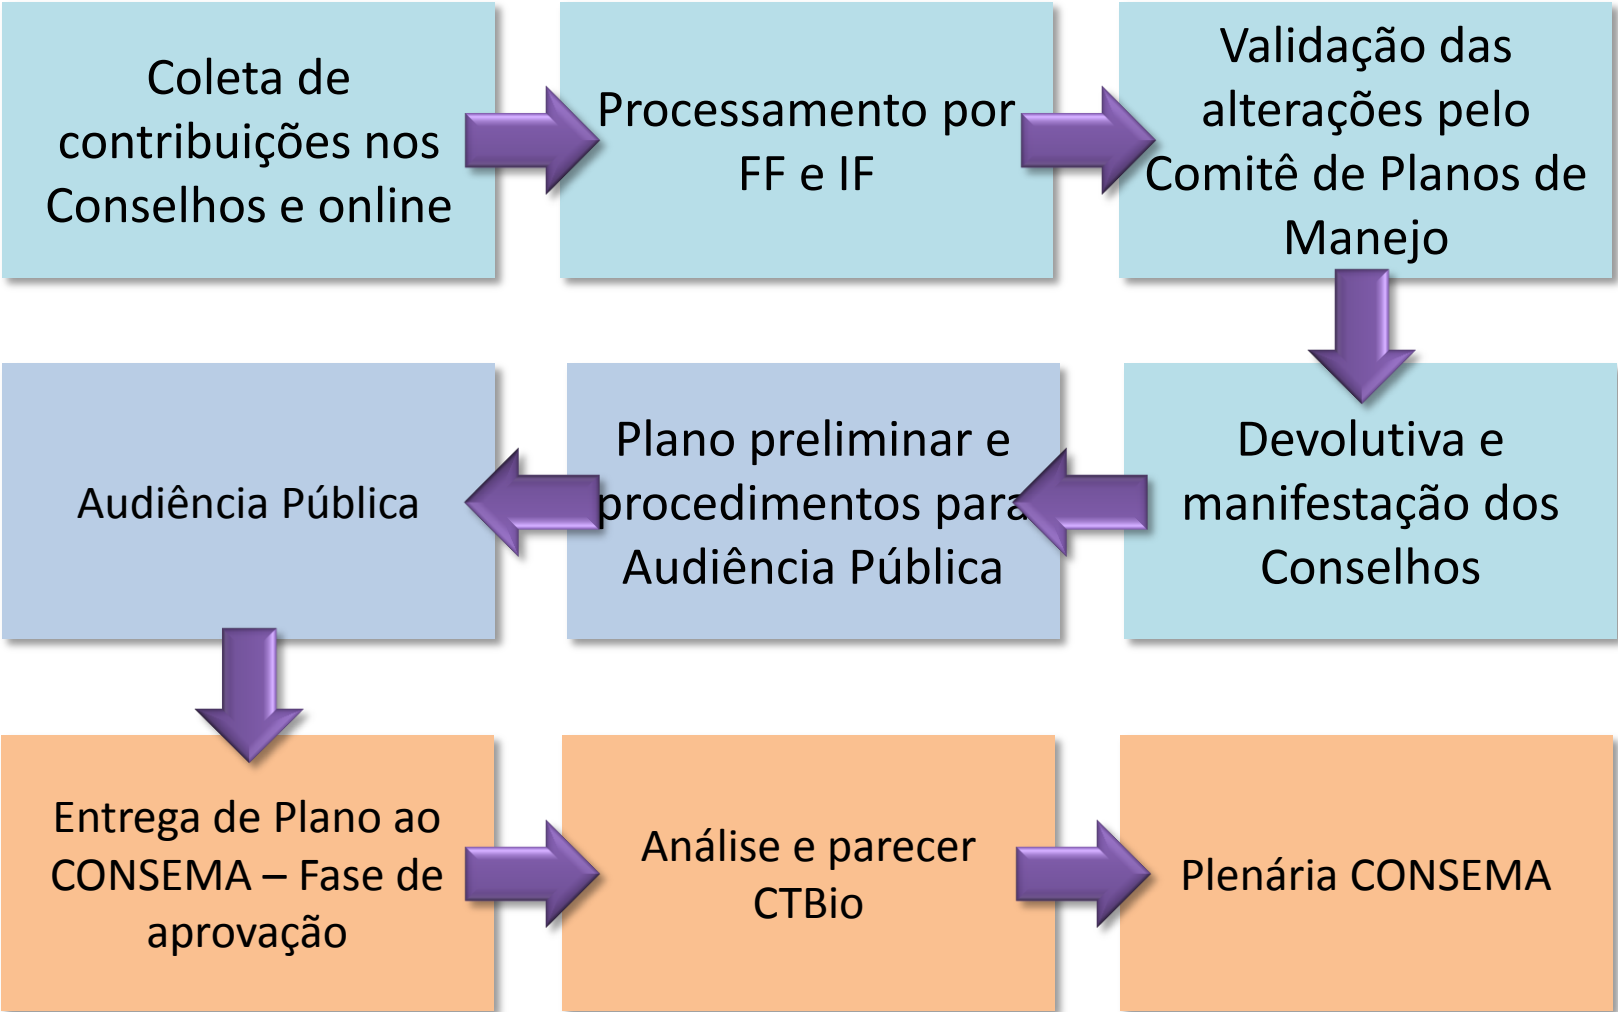 Coleta de
contribuições nos
Conselhos e online
Processamento por
FF e IF
Validação das
alterações pelo
Comitê de Planos de
Manejo
Audiência Pública
Plano preliminar e
procedimentos para
Audiência Pública
Devolutiva e
manifestação dos
Conselhos
Entrega de Plano ao
CONSEMA – Fase de
aprovação
Análise e parecer
CTBio
Plenária CONSEMA